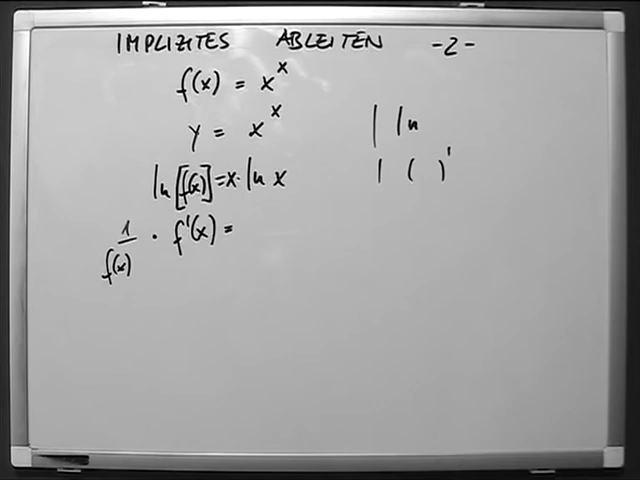 IMPLIZITES ABLEITEN -2-
f(x) = x^x
y = x^x | ln
ln[f(x)] = x · ln x | ( )'
1/f(x) · f'(x) =